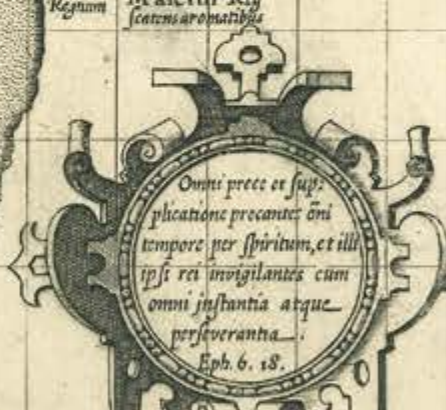 Regnum
scatens aromatibus
Omni prece et sup:
plicatione precantes õni
tempore per spiritum, et illi
ipsi rei invigilantes cum
omni instantia atque
perseverantia.
Eph. 6. 18.